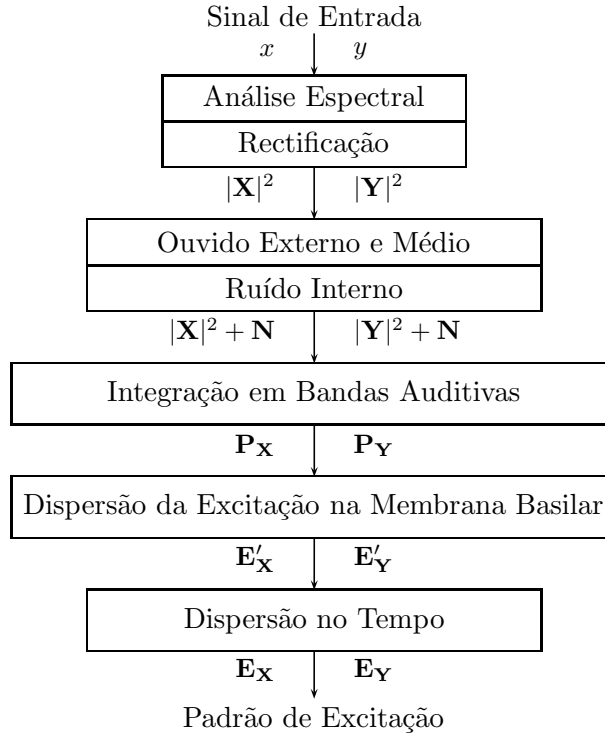 Sinal de Entrada
x y
Análise Espectral
Rectificação
|X|² |Y|²
Ouvido Externo e Médio
Ruído Interno
|X|² + N |Y|² + N
Integração em Bandas Auditivas
P_X P_Y
Dispersão da Excitação na Membrana Basilar
E′_X E′_Y
Dispersão no Tempo
E_X E_Y
Padrão de Excitação